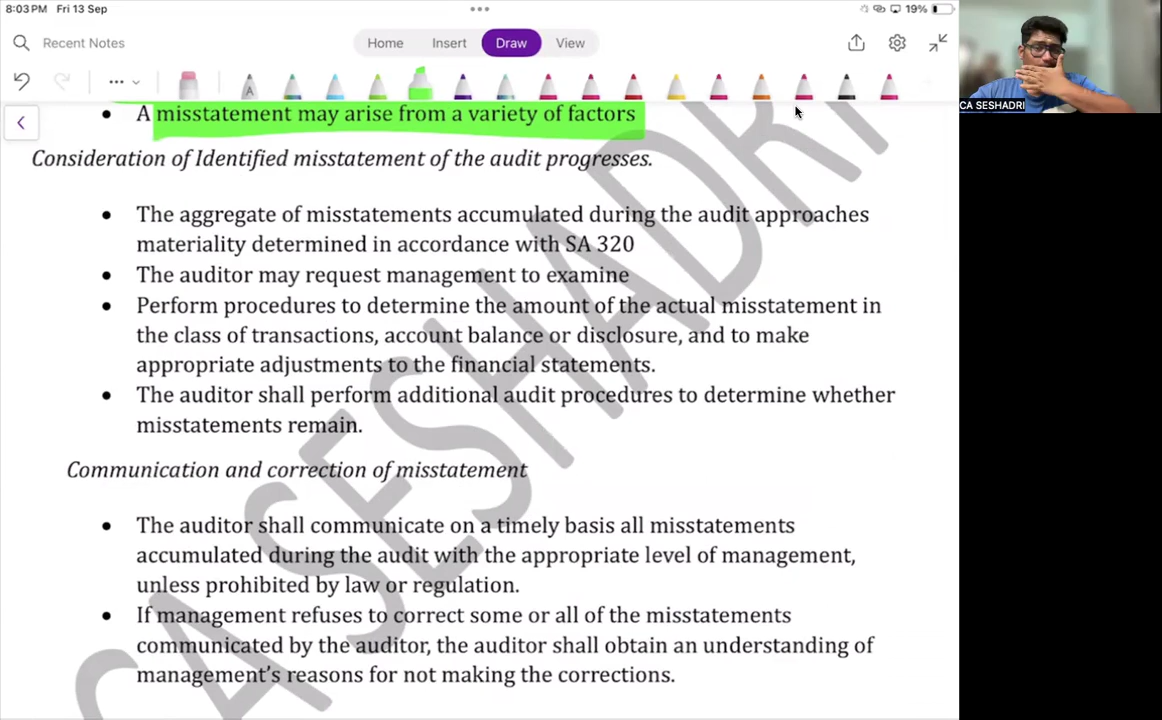 8:03 PM Fri 13 Sep
19%
Recent Notes
Home Insert Draw View
A
CA SESHADRI
• A misstatement may arise from a variety of factors
Consideration of Identified misstatement of the audit progresses.
• The aggregate of misstatements accumulated during the audit approaches
materiality determined in accordance with SA 320
• The auditor may request management to examine
• Perform procedures to determine the amount of the actual misstatement in
the class of transactions, account balance or disclosure, and to make
appropriate adjustments to the financial statements.
• The auditor shall perform additional audit procedures to determine whether
misstatements remain.
Communication and correction of misstatement
• The auditor shall communicate on a timely basis all misstatements
accumulated during the audit with the appropriate level of management,
unless prohibited by law or regulation.
• If management refuses to correct some or all of the misstatements
communicated by the auditor, the auditor shall obtain an understanding of
management's reasons for not making the corrections.
CA SESHADRI